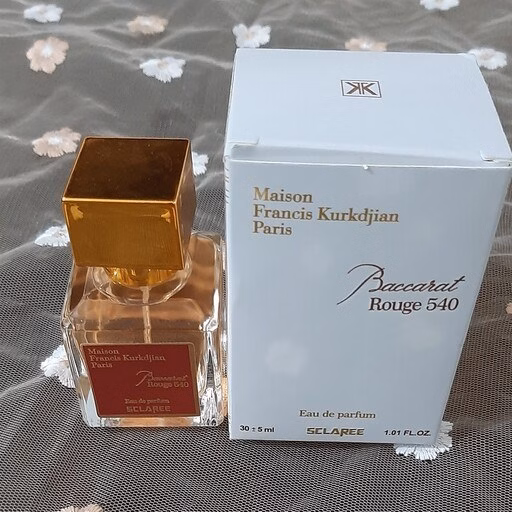 Maison
Francis Kurkdjian
Paris
Baccarat
Rouge 540
Eau de parfum
30 ± 5 ml
SCLAREE
1.01 FL.OZ.
Maison
Francis Kurkdjian
Paris
Baccarat
Rouge 540
Eau de parfum
SCLAREE